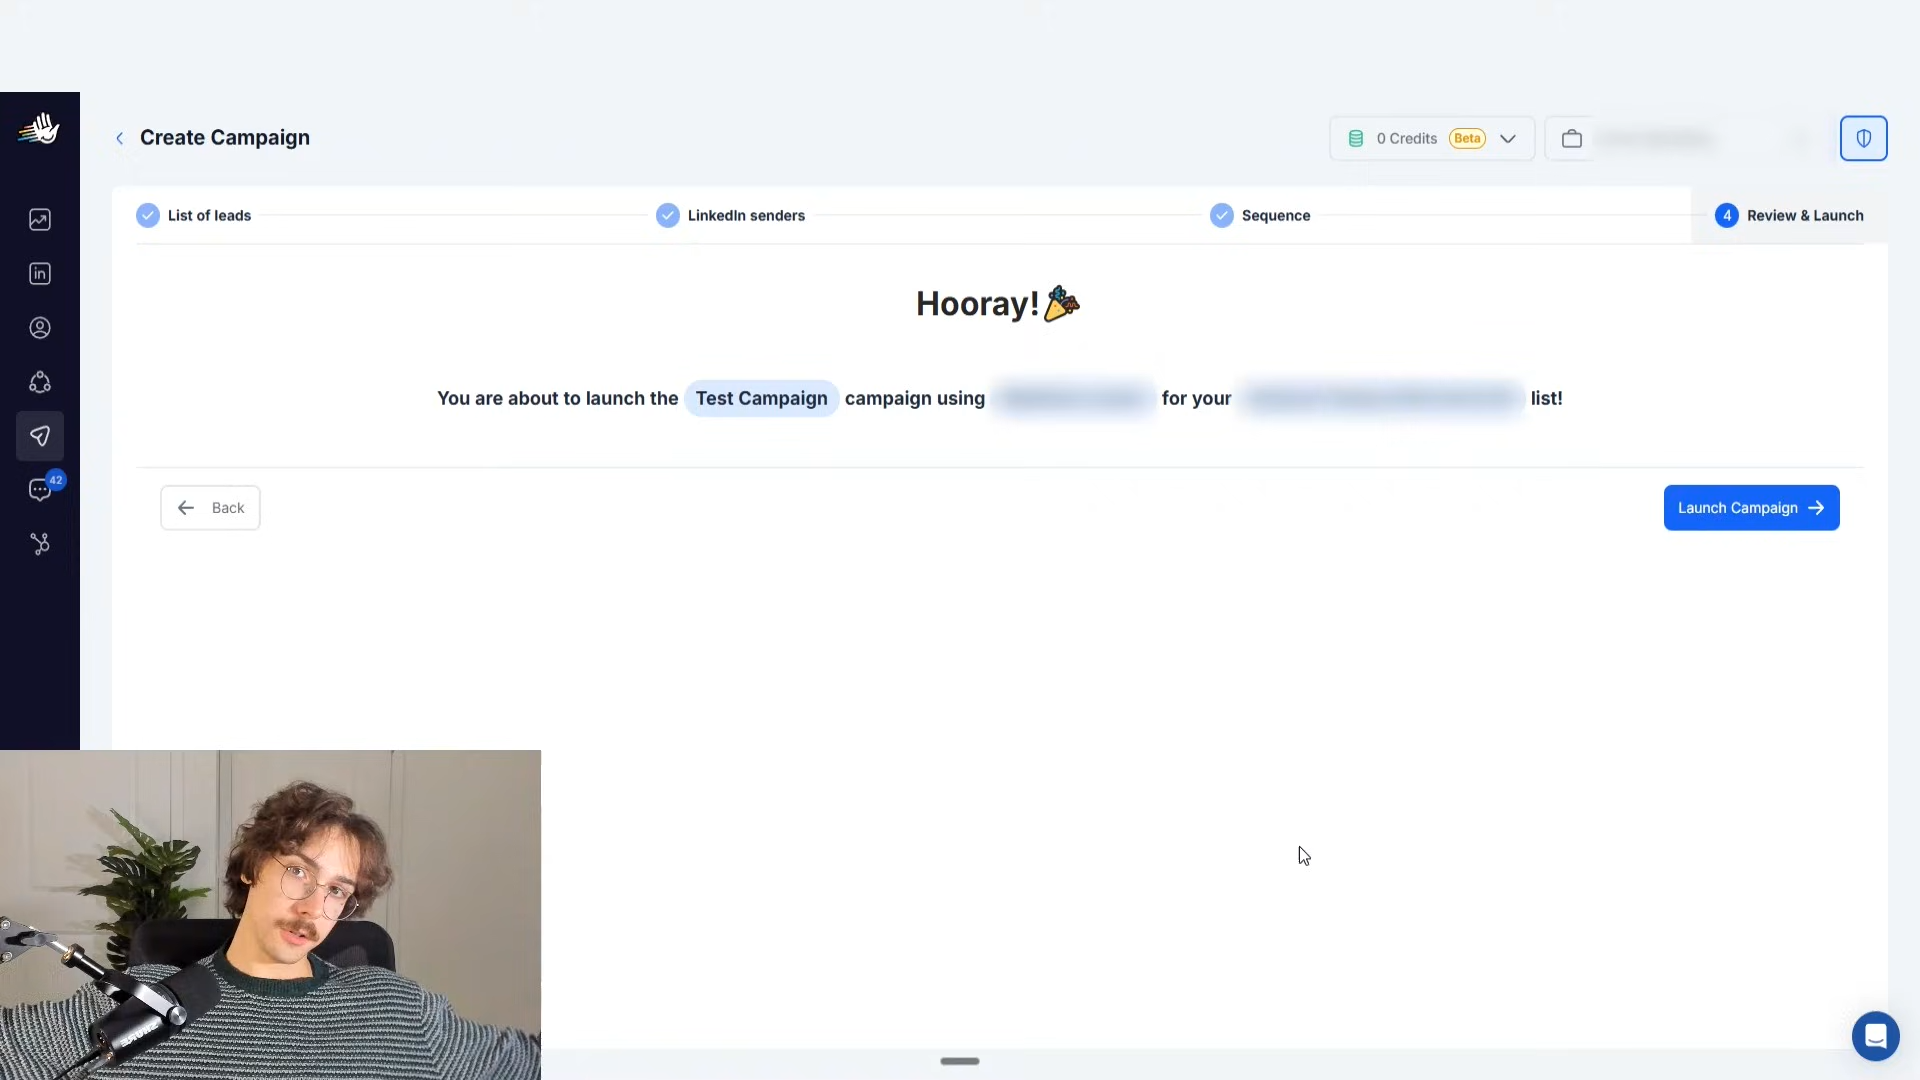 Create Campaign
0 Credits Beta
List of leads
LinkedIn senders
Sequence
4 Review & Launch
Hooray!
You are about to launch the Test Campaign campaign using for your list!
42
Back
Launch Campaign